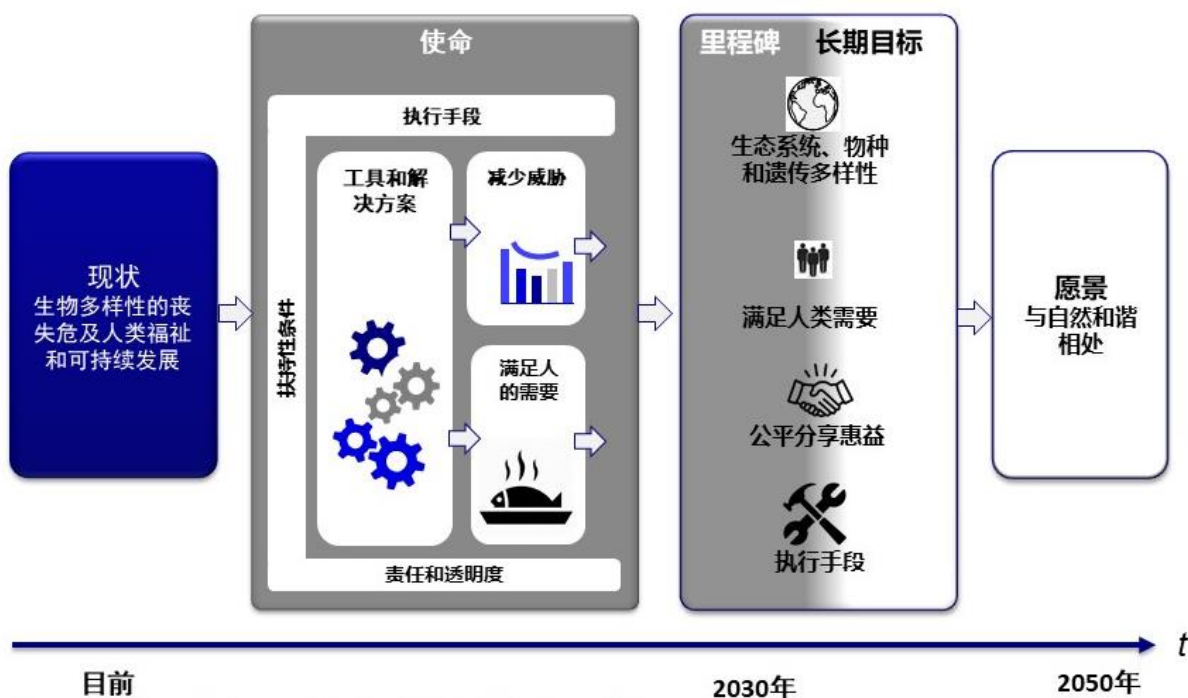 现状
生物多样性的丧
失危及人类福祉
和可持续发展
使命
执行手段
扶持性条件
工具和解
决方案
减少威胁
满足人
的需要
责任和透明度
里程碑 长期目标
生态系统、物种
和遗传多样性
满足人类需要
公平分享惠益
执行手段
愿景
与自然和谐
相处
t
目前
2030年
2050年